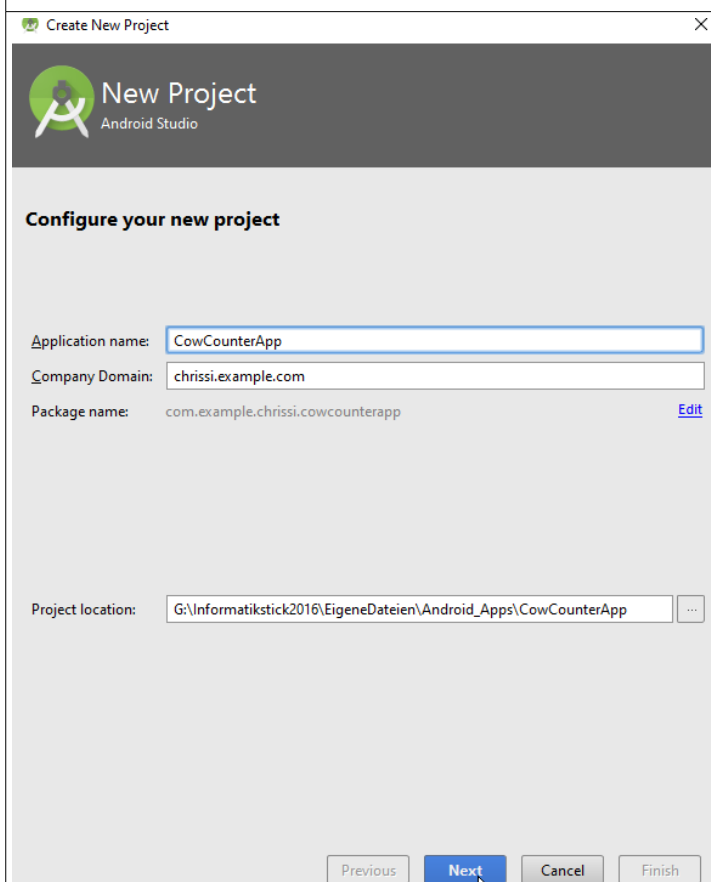 Create New Project
New Project
Android Studio
Configure your new project
Application name: CowCounterApp
Company Domain: chrissi.example.com
Package name: com.example.chrissi.cowcounterapp Edit
Project location: G:\Informatikstick2016\EigeneDateien\Android_Apps\CowCounterApp ...
Previous Next Cancel Finish